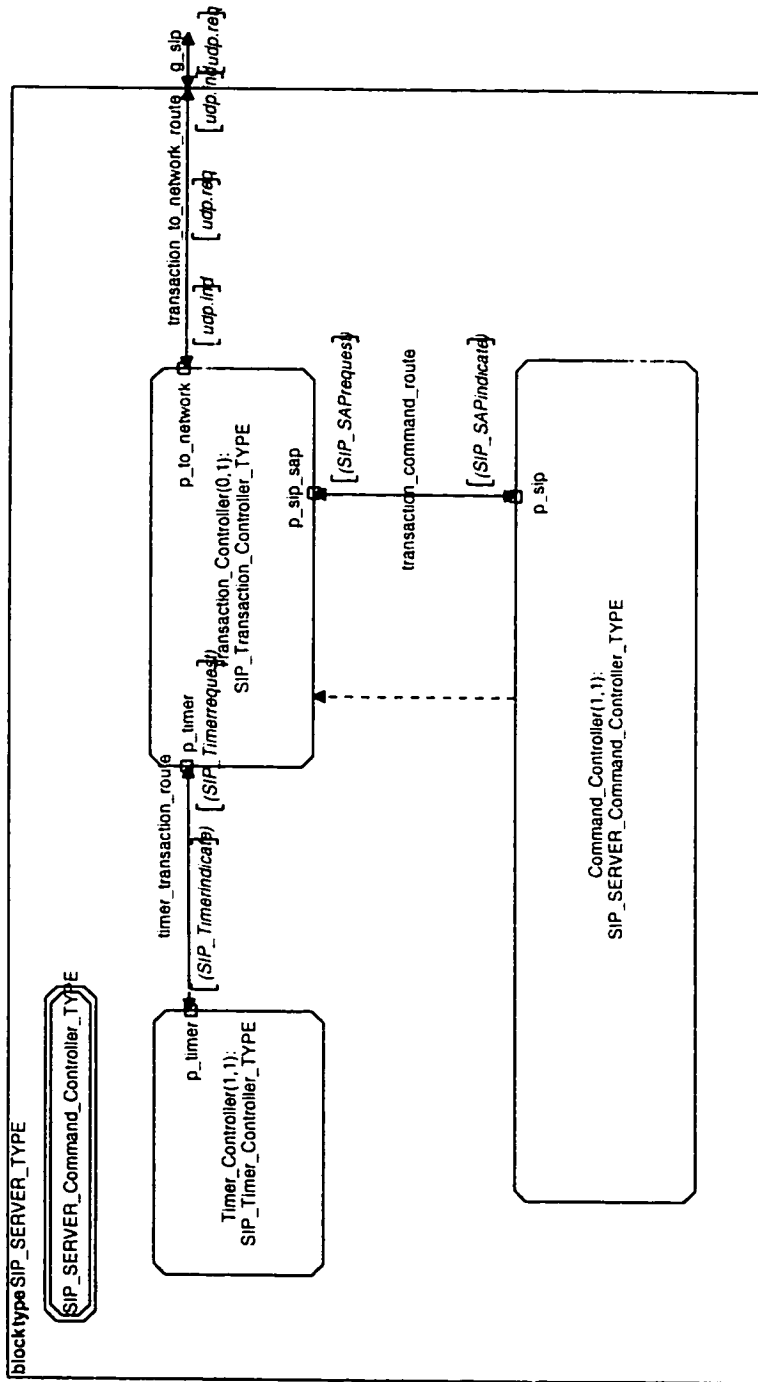 blocktype SIP_SERVER_TYPE
SIP_SERVER_Command_Controller_TYPE
timer_transaction_route
transaction_to_network_route
g_sip
p_timer
[(SIP_Timerindicate)]
[(SIP_Timerrequest)]
p_timer
p_to_network
[udp.ind]
[udp.req]
[udp.ind]
[udp.req]
Timer_Controller(1,1):
SIP_Timer_Controller_TYPE
Transaction_Controller(0,1):
SIP_Transaction_Controller_TYPE
p_sip_sap
[(SIP_SAPrequest)]
transaction_command_route
[(SIP_SAPindicate)]
p_sip
Command_Controller(1,1):
SIP_SERVER_Command_Controller_TYPE